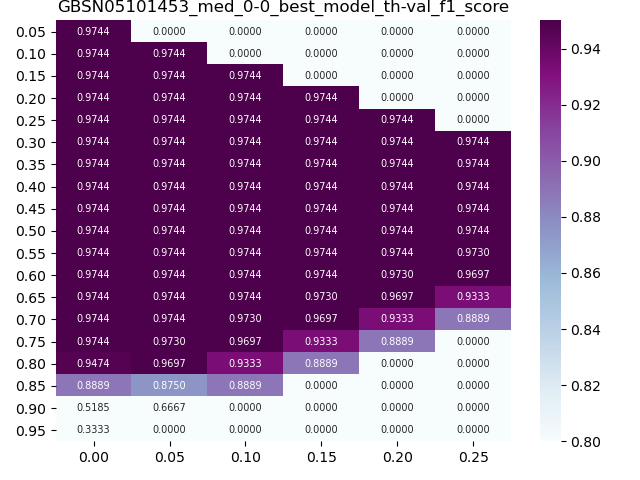 GBSN05101453_med_0-0_best_model_th-val_f1_score
0.05 0.9744 0.0000 0.0000 0.0000 0.0000 0.0000
0.10 0.9744 0.9744 0.0000 0.0000 0.0000 0.0000
0.15 0.9744 0.9744 0.9744 0.0000 0.0000 0.0000
0.20 0.9744 0.9744 0.9744 0.9744 0.0000 0.0000
0.25 0.9744 0.9744 0.9744 0.9744 0.9744 0.0000
0.30 0.9744 0.9744 0.9744 0.9744 0.9744 0.9744
0.35 0.9744 0.9744 0.9744 0.9744 0.9744 0.9744
0.40 0.9744 0.9744 0.9744 0.9744 0.9744 0.9744
0.45 0.9744 0.9744 0.9744 0.9744 0.9744 0.9744
0.50 0.9744 0.9744 0.9744 0.9744 0.9744 0.9744
0.55 0.9744 0.9744 0.9744 0.9744 0.9744 0.9730
0.60 0.9744 0.9744 0.9744 0.9744 0.9730 0.9697
0.65 0.9744 0.9744 0.9744 0.9730 0.9697 0.9333
0.70 0.9744 0.9744 0.9730 0.9697 0.9333 0.8889
0.75 0.9744 0.9730 0.9697 0.9333 0.8889 0.0000
0.80 0.9474 0.9697 0.9333 0.8889 0.0000 0.0000
0.85 0.8889 0.8750 0.8889 0.0000 0.0000 0.0000
0.90 0.5185 0.6667 0.0000 0.0000 0.0000 0.0000
0.95 0.3333 0.0000 0.0000 0.0000 0.0000 0.0000
0.00 0.05 0.10 0.15 0.20 0.25
0.94
0.92
0.90
0.88
0.86
0.84
0.82
0.80